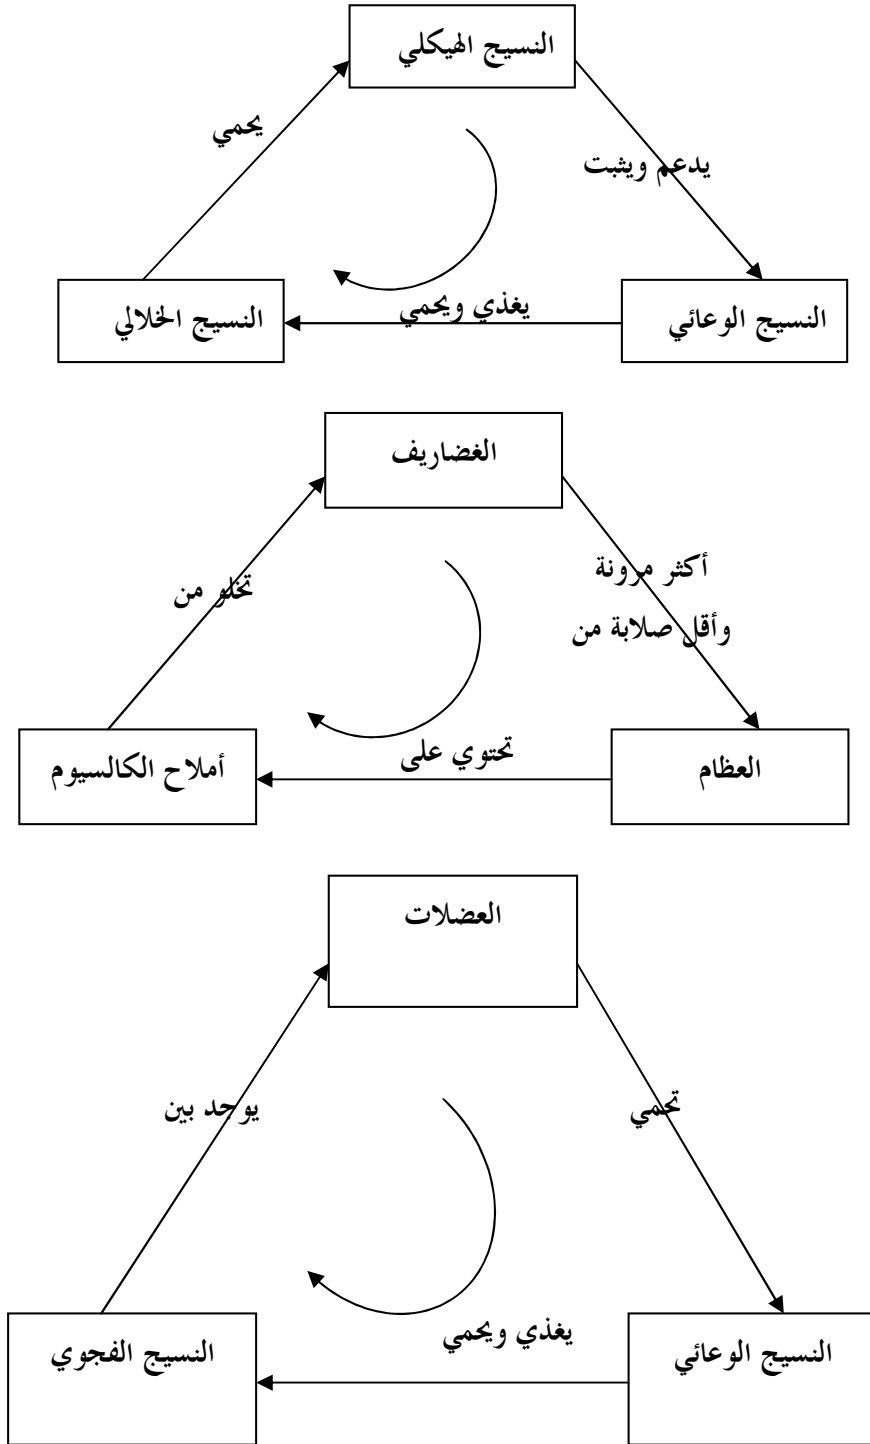 النسيج الهيكلي
يحمي
يدعم ويثبت
النسيج الوعائي
يغذي ويحمي
النسيج الخلالي
الغضاريف
أكثر مرونة
وأقل صلابة من
تخلو من
العظام
تحتوي على
أملاح الكالسيوم
العضلات
تحمي
يوجد بين
النسيج الوعائي
يغذي ويحمي
النسيج الفجوي